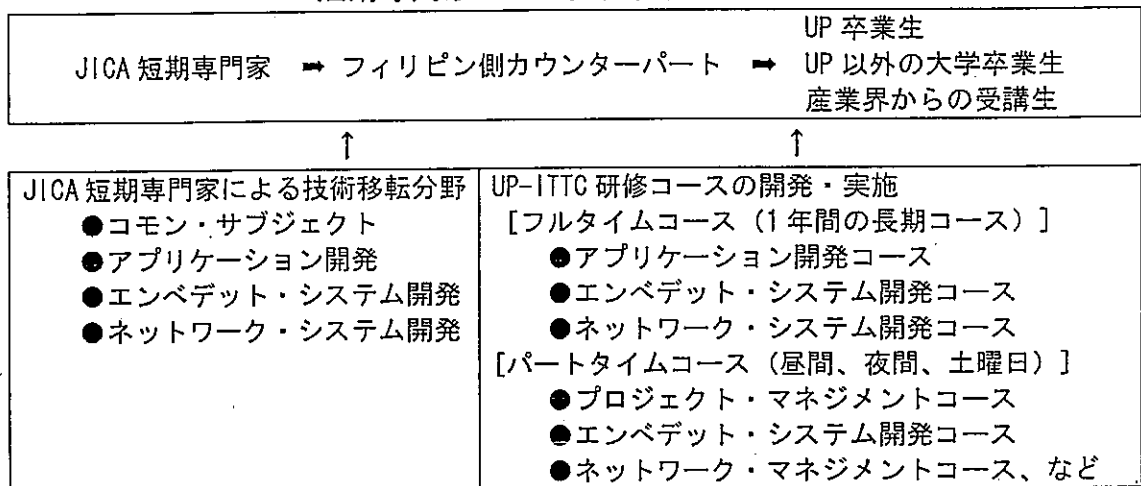 UP 卒業生
JICA 短期専門家 ➡ フィリピン側カウンターパート ➡ UP 以外の大学卒業生
産業界からの受講生
↑ ↑
JICA 短期専門家による技術移転分野
●コモン・サブジェクト
●アプリケーション開発
●エンベデット・システム開発
●ネットワーク・システム開発
UP-ITTC 研修コースの開発・実施
[フルタイムコース（1年間の長期コース）]
●アプリケーション開発コース
●エンベデット・システム開発コース
●ネットワーク・システム開発コース
[パートタイムコース（昼間、夜間、土曜日）]
●プロジェクト・マネジメントコース
●エンベデット・システム開発コース
●ネットワーク・マネジメントコース、など